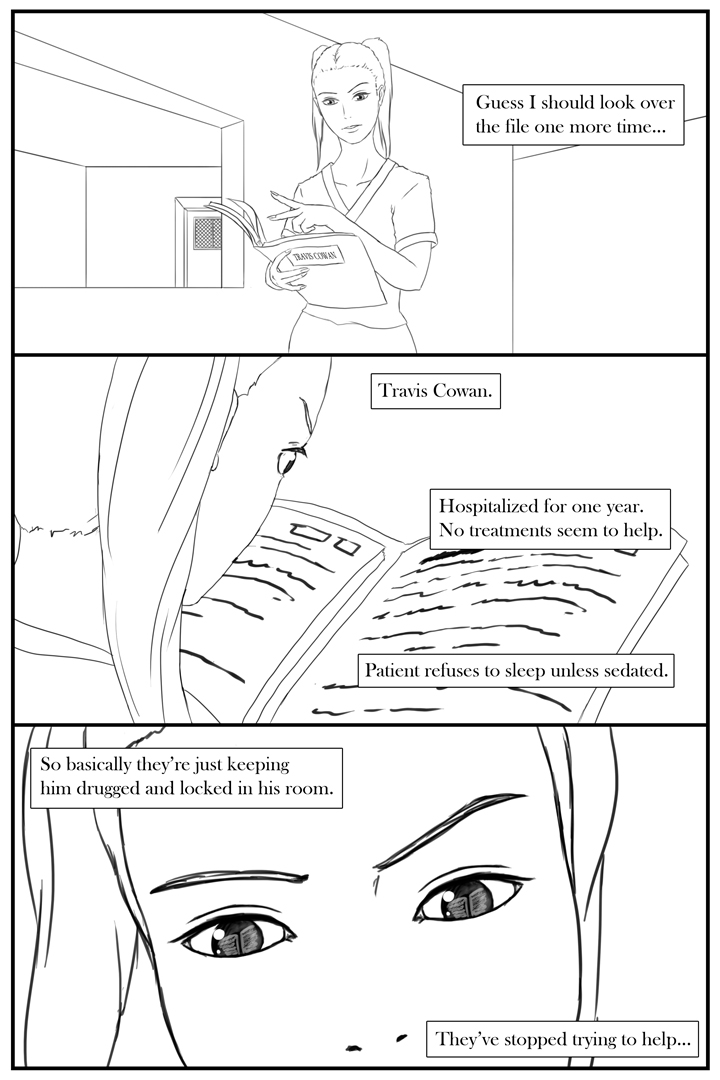 Guess I should look over
the file one more time...
TRAVIS COWAN
Travis Cowan.
Hospitalized for one year.
No treatments seem to help.
Patient refuses to sleep unless sedated.
So basically they're just keeping
him drugged and locked in his room.
They've stopped trying to help...